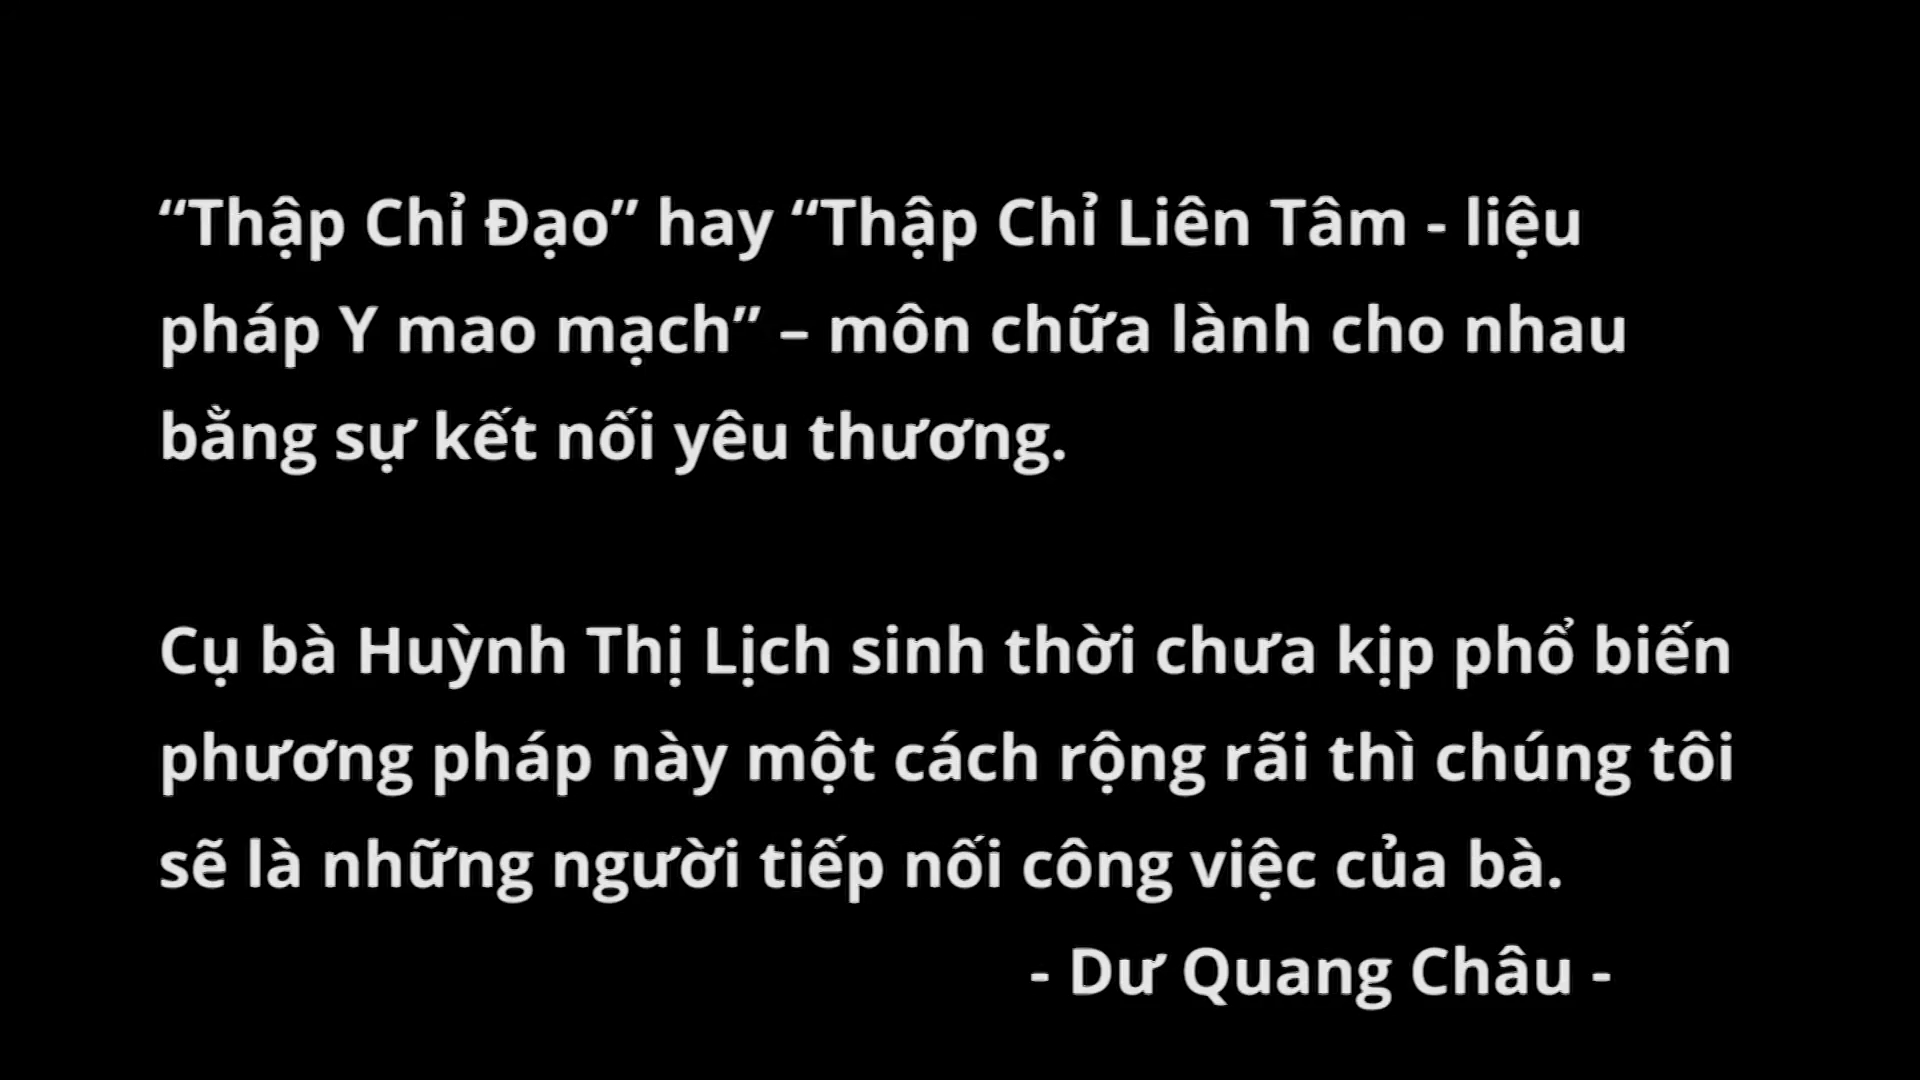 “Thập Chỉ Đạo” hay “Thập Chỉ Liên Tâm - liệu
pháp Y mao mạch” – môn chữa lành cho nhau
bằng sự kết nối yêu thương.
Cụ bà Huỳnh Thị Lịch sinh thời chưa kịp phổ biến
phương pháp này một cách rộng rãi thì chúng tôi
sẽ là những người tiếp nối công việc của bà.
- Dư Quang Châu -